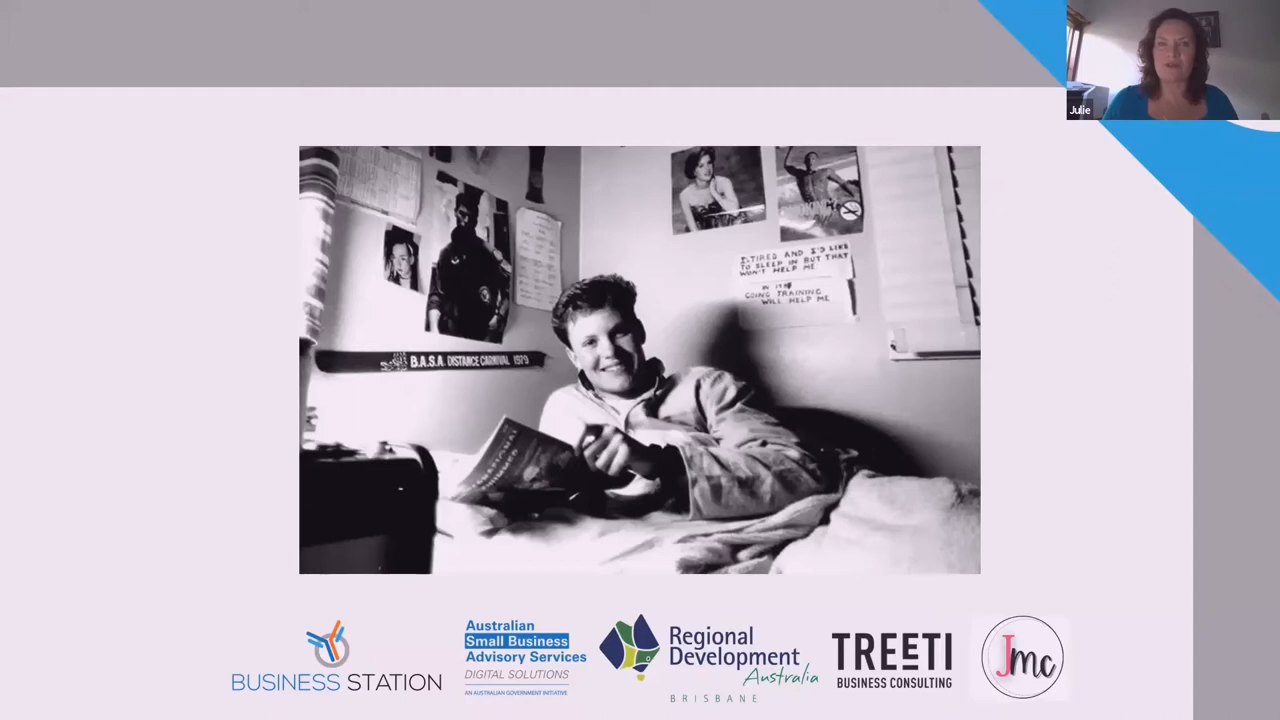 Julie
I.TIRED AND I'D LIKE
TO SLEEP IN BUT THAT
WON'T HELP ME
GOING TRAINING
WILL HELP ME
B.A.S.A. DISTANCE CARNIVAL 1979
BUSINESS STATION
Australian
Small Business
Advisory Services
DIGITAL SOLUTIONS
AN AUSTRALIAN GOVERNMENT INITIATIVE
Regional
Development
Australia
BRISBANE
TREETI
BUSINESS CONSULTING
Jmc